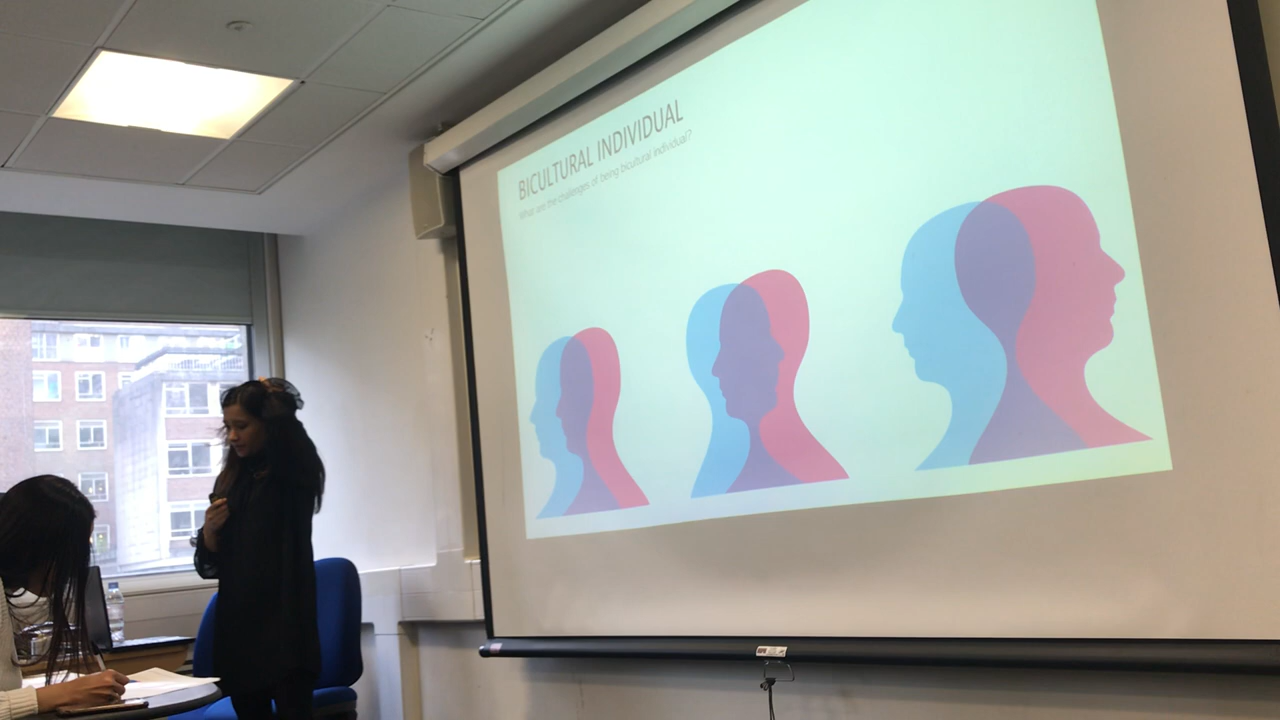 BICULTURAL INDIVIDUAL
What are the challenges of being bicultural individual?